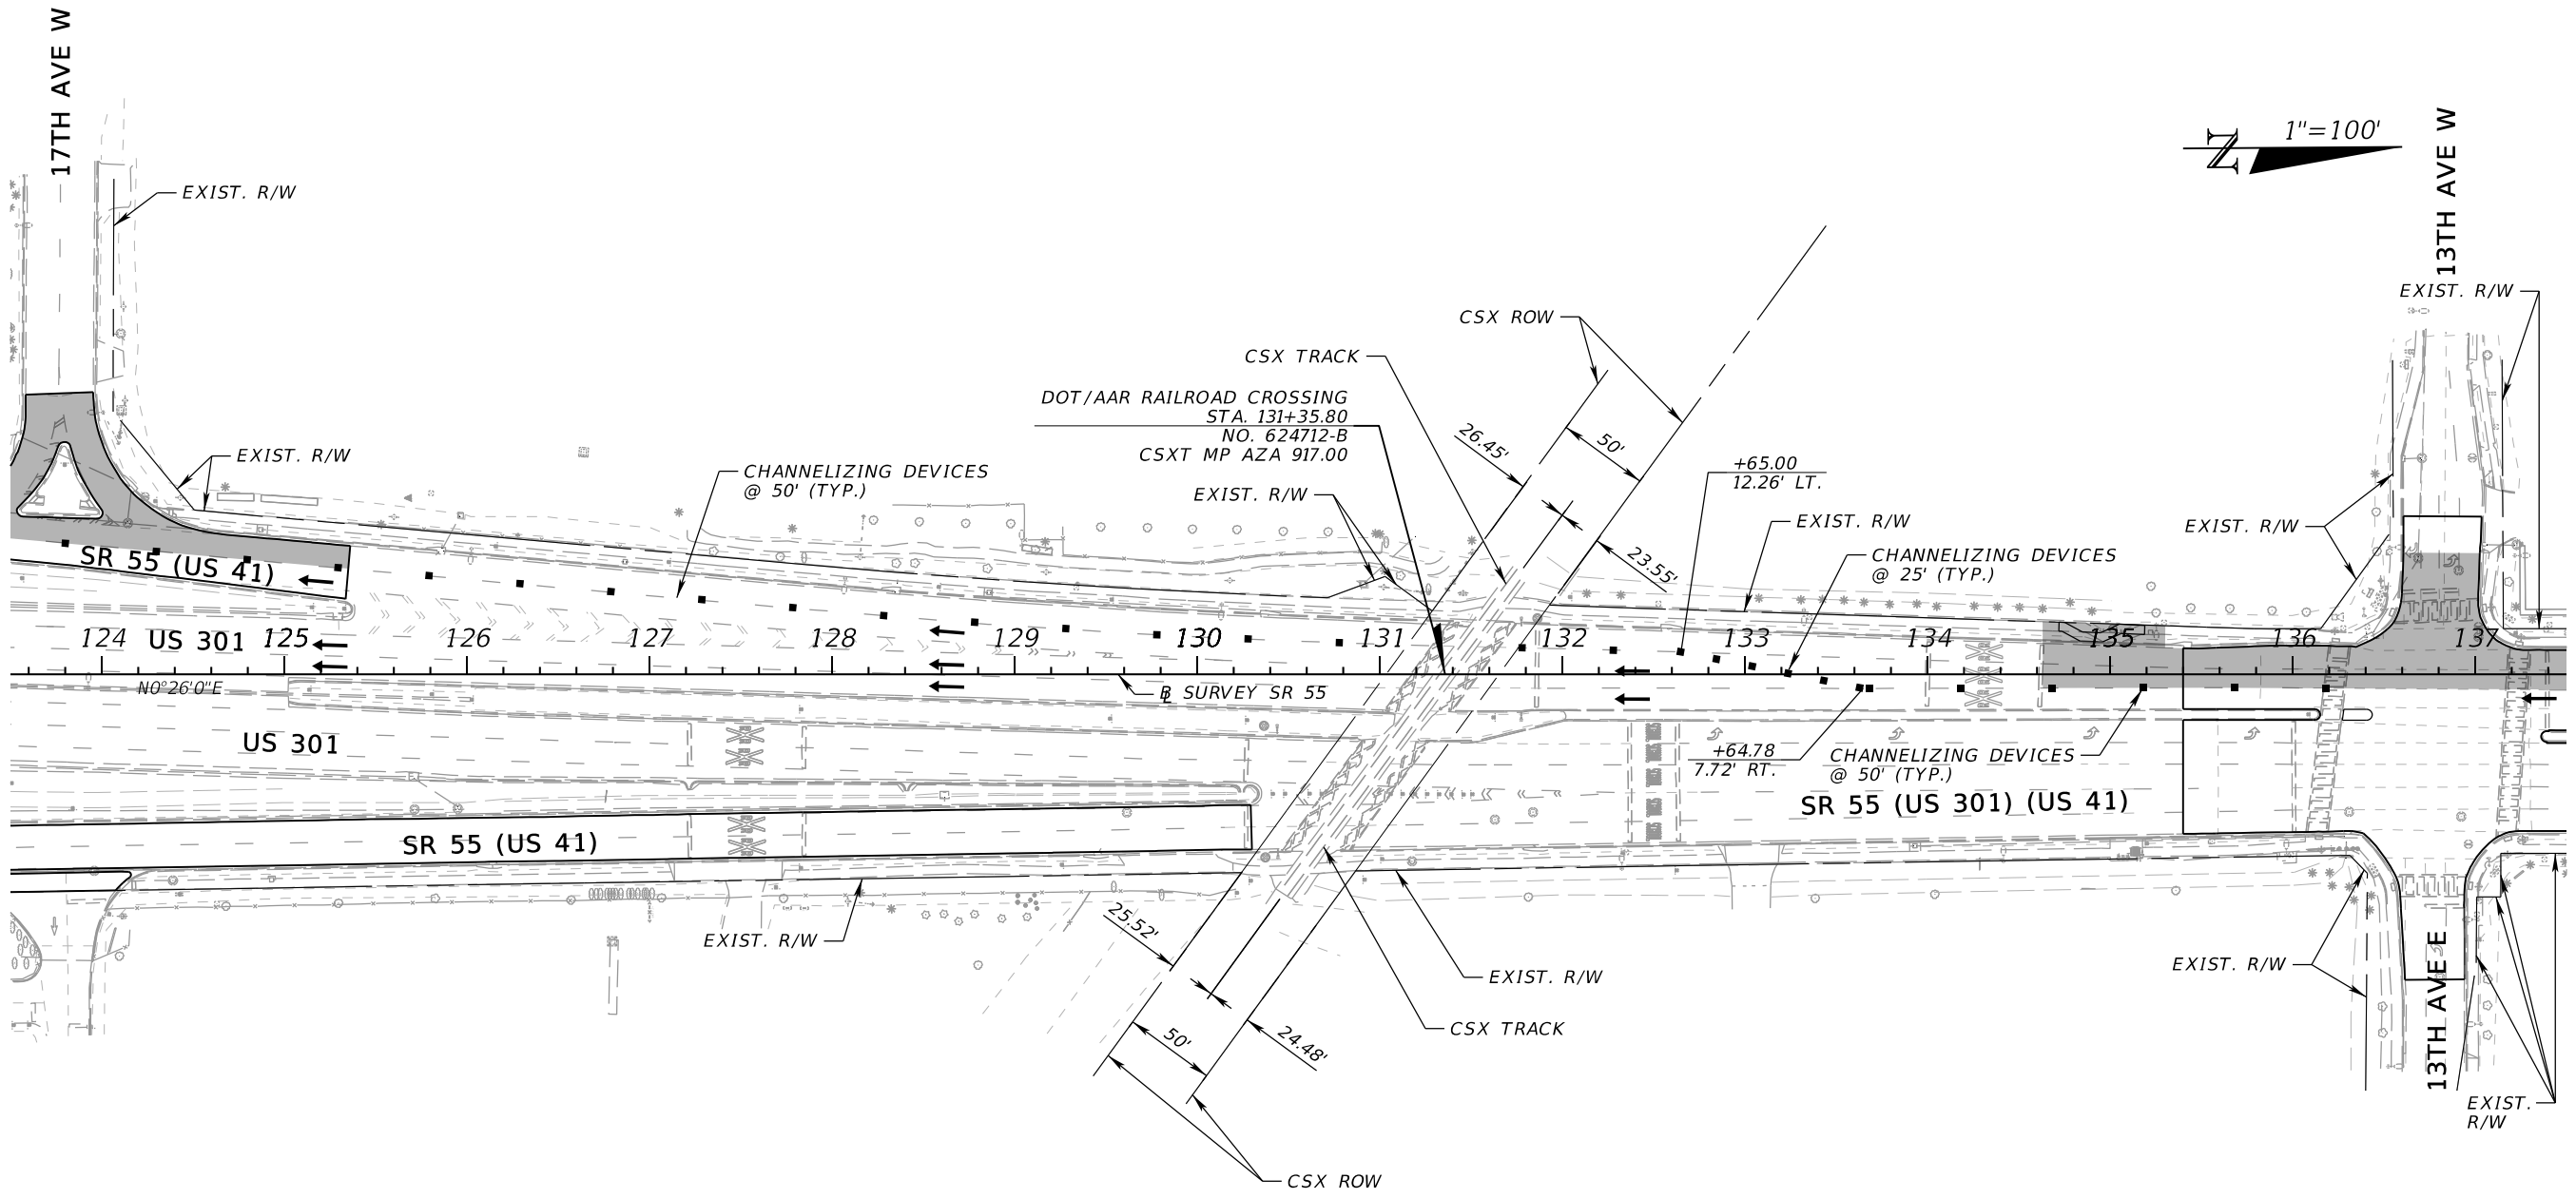 17TH AVE W
EXIST. R/W
1"=100'
N
13TH AVE W
EXIST. R/W
CSX ROW
CSX TRACK
DOT/AAR RAILROAD CROSSING
STA. 131+35.80
NO. 624712-B
CSXT MP AZA 917.00
EXIST. R/W
26.45'
50'
23.55'
+65.00
12.26' LT.
EXIST. R/W
CHANNELIZING DEVICES
@ 25' (TYP.)
EXIST. R/W
EXIST. R/W
CHANNELIZING DEVICES
@ 50' (TYP.)
SR 55 (US 41)
124 US 301 125 126 127 128 129 130 131 132 133 134 135 136 137
N0°26'0"E
BL SURVEY SR 55
US 301
+64.78
7.72' RT.
CHANNELIZING DEVICES
@ 50' (TYP.)
SR 55 (US 301) (US 41)
SR 55 (US 41)
EXIST. R/W
25.52'
50'
24.48'
EXIST. R/W
CSX TRACK
CSX ROW
EXIST. R/W
13TH AVE E
EXIST.
R/W